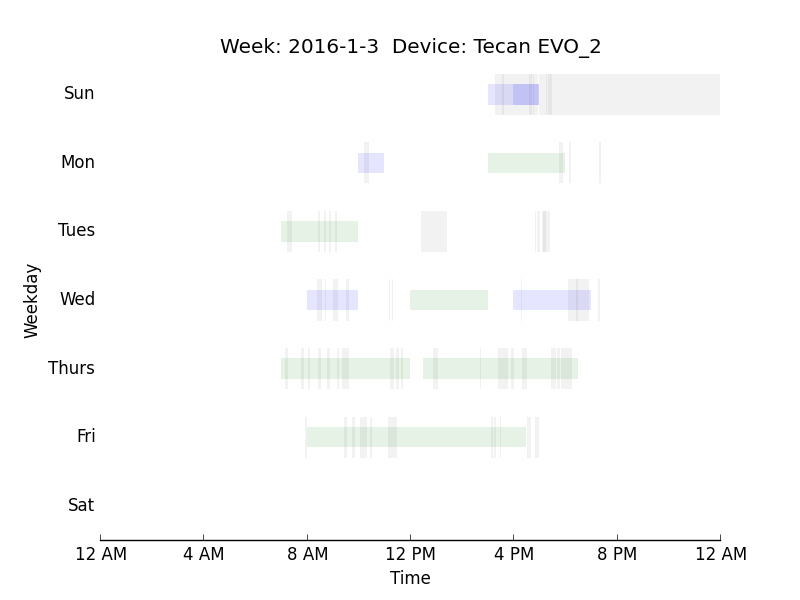 Week: 2016-1-3  Device: Tecan EVO_2
Sun
Mon
Tues
Wed
Thurs
Fri
Sat
Weekday
12 AM 4 AM 8 AM 12 PM 4 PM 8 PM 12 AM
Time